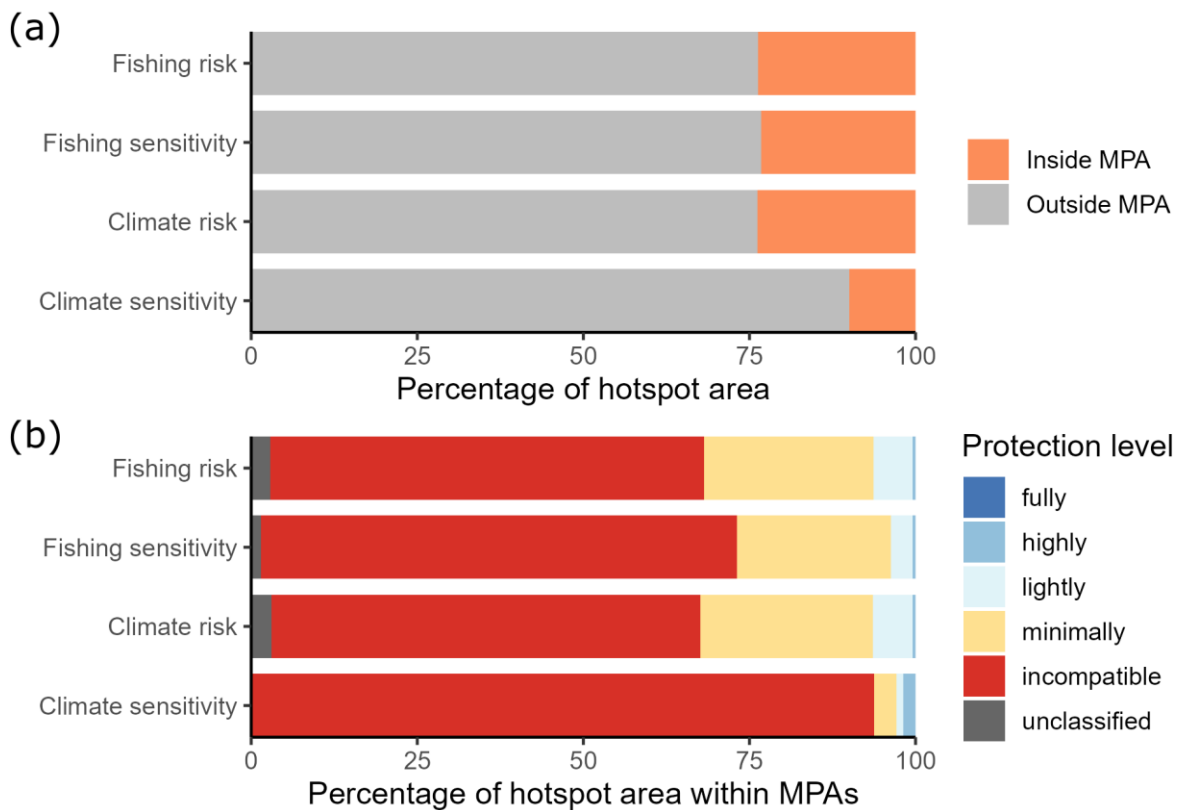 (a)
Fishing risk
Fishing sensitivity
Climate risk
Climate sensitivity
0 25 50 75 100
Percentage of hotspot area
Inside MPA
Outside MPA
(b)
Fishing risk
Fishing sensitivity
Climate risk
Climate sensitivity
0 25 50 75 100
Percentage of hotspot area within MPAs
Protection level
fully
highly
lightly
minimally
incompatible
unclassified